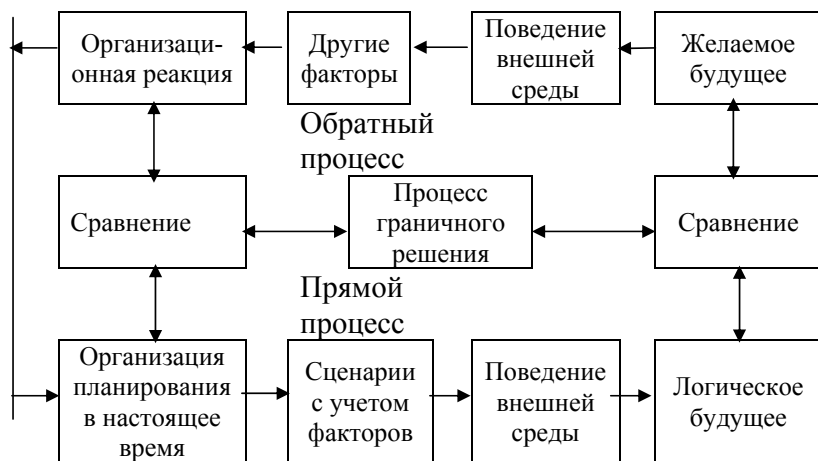 Организаци-
онная реакция
Другие
факторы
Поведение
внешней
среды
Желаемое
будущее
Обратный
процесс
Сравнение
Процесс
граничного
решения
Сравнение
Прямой
процесс
Организация
планирования
в настоящее
время
Сценарии
с учетом
факторов
Поведение
внешней
среды
Логическое
будущее